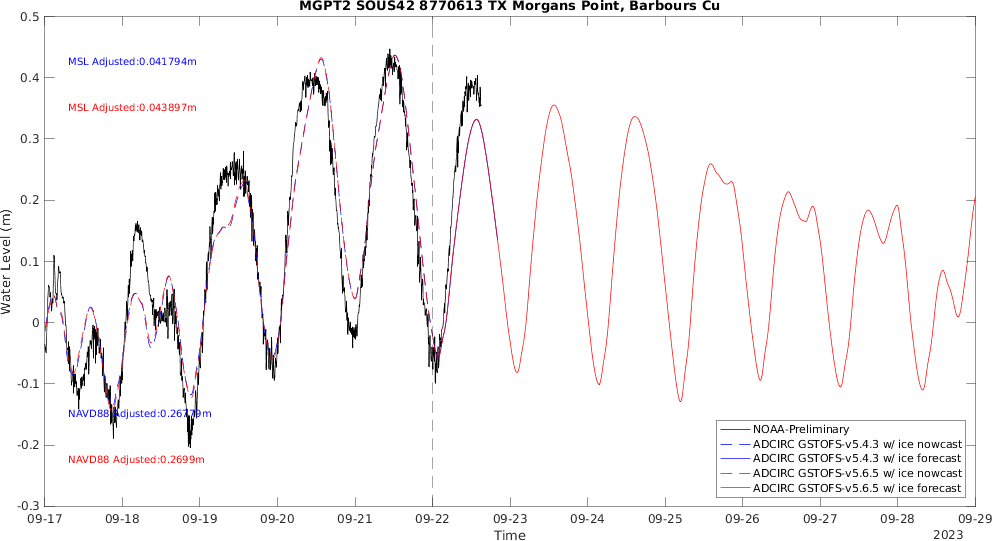 MGPT2 SOUS42 8770613 TX Morgans Point, Barbours Cu
0.5
0.4
0.3
0.2
0.1
0
-0.1
-0.2
-0.3
Water Level (m)
MSL Adjusted:0.041794m
MSL Adjusted:0.043897m
NAVD88 Adjusted:0.26779m
NAVD88 Adjusted:0.2699m
NOAA-Preliminary
ADCIRC GSTOFS-v5.4.3 w/ ice nowcast
ADCIRC GSTOFS-v5.4.3 w/ ice forecast
ADCIRC GSTOFS-v5.6.5 w/ ice nowcast
ADCIRC GSTOFS-v5.6.5 w/ ice forecast
09-17 09-18 09-19 09-20 09-21 09-22 09-23 09-24 09-25 09-26 09-27 09-28 09-29
Time
2023